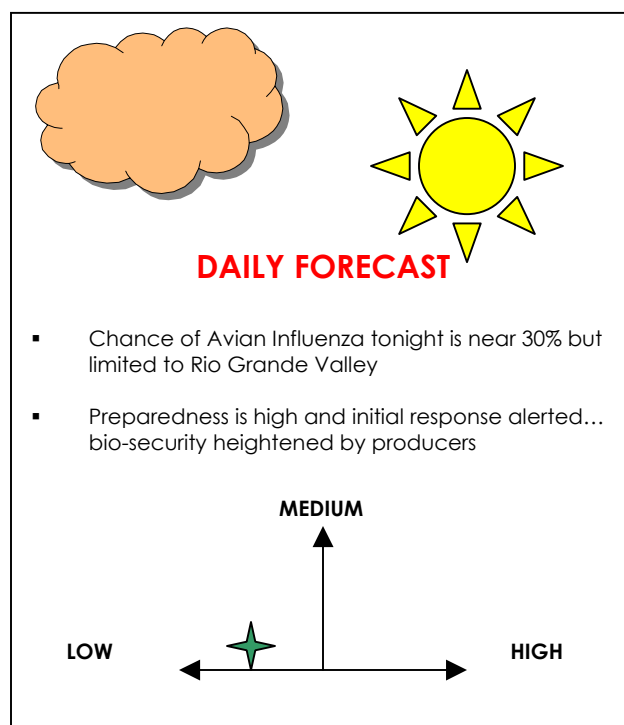 DAILY FORECAST
▪ Chance of Avian Influenza tonight is near 30% but
limited to Rio Grande Valley
▪ Preparedness is high and initial response alerted…
bio-security heightened by producers
MEDIUM
LOW HIGH